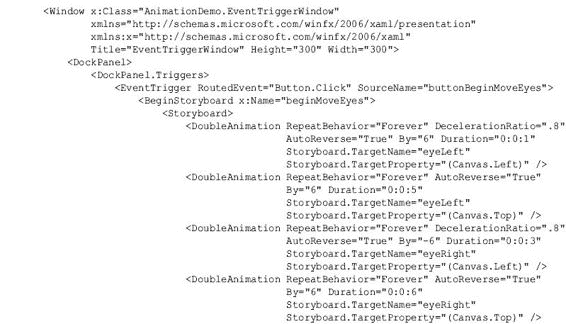 <Window x:Class="AnimationDemo.EventTriggerWindow"
xmlns="http://schemas.microsoft.com/winfx/2006/xaml/presentation"
xmlns:x="http://schemas.microsoft.com/winfx/2006/xaml"
Title="EventTriggerWindow" Height="300" Width="300">
<DockPanel>
<DockPanel.Triggers>
<EventTrigger RoutedEvent="Button.Click" SourceName="buttonBeginMoveEyes">
<BeginStoryboard x:Name="beginMoveEyes">
<Storyboard>
<DoubleAnimation RepeatBehavior="Forever" DecelerationRatio=".8"
AutoReverse="True" By="6" Duration="0:0:1"
Storyboard.TargetName="eyeLeft"
Storyboard.TargetProperty="(Canvas.Left)" />
<DoubleAnimation RepeatBehavior="Forever" AutoReverse="True"
By="6" Duration="0:0:5"
Storyboard.TargetName="eyeLeft"
Storyboard.TargetProperty="(Canvas.Top)" />
<DoubleAnimation RepeatBehavior="Forever" DecelerationRatio=".8"
AutoReverse="True" By="-6" Duration="0:0:3"
Storyboard.TargetName="eyeRight"
Storyboard.TargetProperty="(Canvas.Left)" />
<DoubleAnimation RepeatBehavior="Forever" AutoReverse="True"
By="6" Duration="0:0:6"
Storyboard.TargetName="eyeRight"
Storyboard.TargetProperty="(Canvas.Top)" />